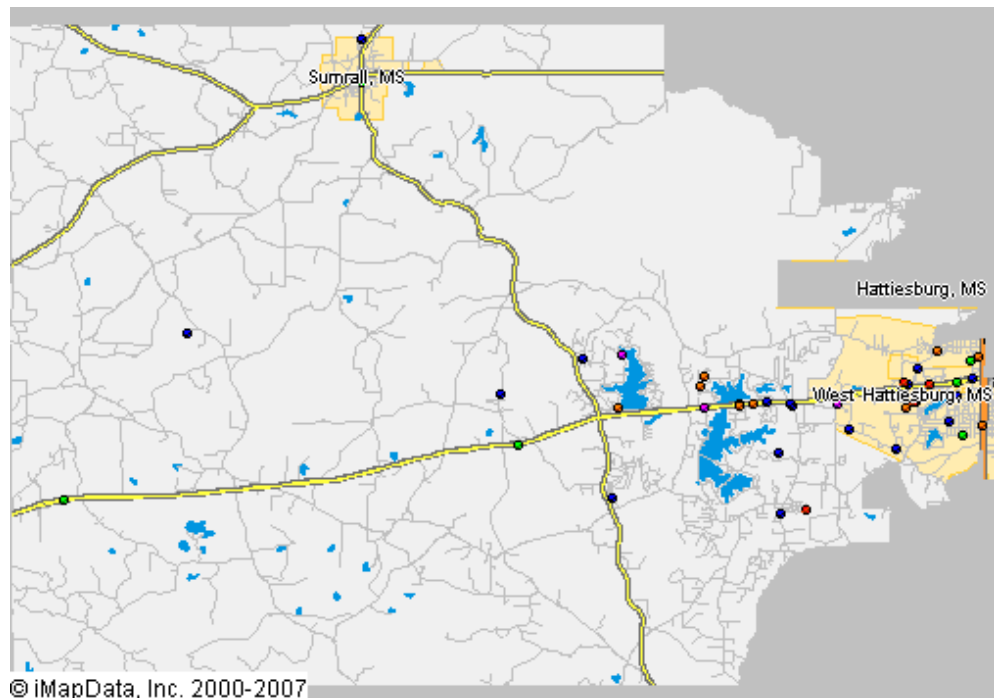 Sumrall, MS
Hattiesburg, MS
West Hattiesburg, MS
© iMapData, Inc. 2000-2007